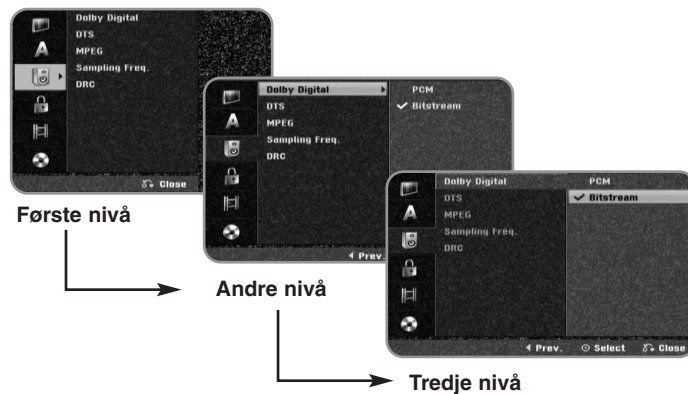 Dolby Digital
DTS
MPEG
Sampling Freq.
DRC
Close
Første nivå
Dolby Digital
DTS
MPEG
Sampling Freq.
DRC
PCM
Bitstream
Prev.
Andre nivå
Dolby Digital
DTS
MPEG
Sampling Freq.
DRC
PCM
Bitstream
Prev.
Select
Close
Tredje nivå